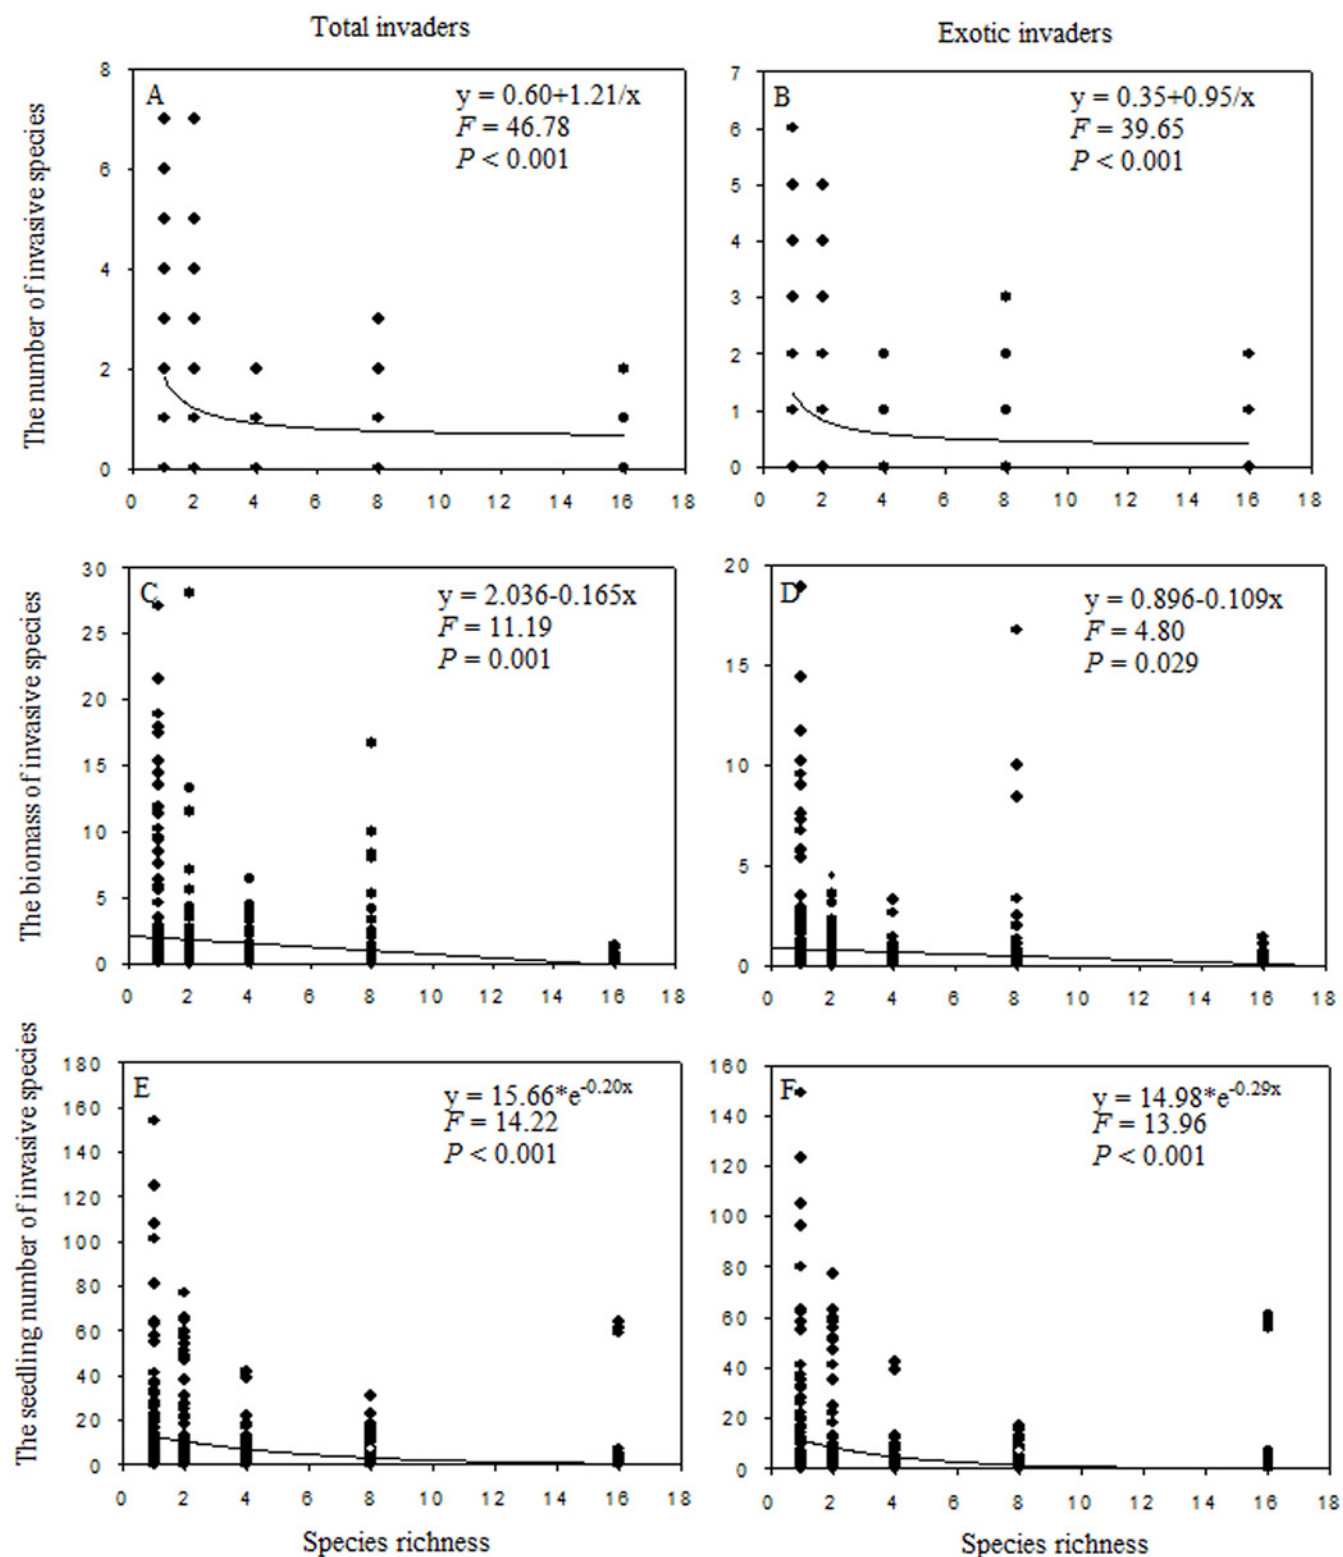 Total invaders
Exotic invaders
The number of invasive species
A
y = 0.60+1.21/x
F = 46.78
P < 0.001
8
6
4
2
0
0 2 4 6 8 10 12 14 16 18
B
y = 0.35+0.95/x
F = 39.65
P < 0.001
7
6
5
4
3
2
1
0
0 2 4 6 8 10 12 14 16 18
The biomass of invasive species
C
y = 2.036-0.165x
F = 11.19
P = 0.001
30
25
20
15
10
5
0
0 2 4 6 8 10 12 14 16 18
D
y = 0.896-0.109x
F = 4.80
P = 0.029
20
15
10
5
0
0 2 4 6 8 10 12 14 16 18
The seedling number of invasive species
E
y = 15.66*e-0.20x
F = 14.22
P < 0.001
180
160
140
120
100
80
60
40
20
0
0 2 4 6 8 10 12 14 16 18
Species richness
F
y = 14.98*e-0.29x
F = 13.96
P < 0.001
160
140
120
100
80
60
40
20
0
0 2 4 6 8 10 12 14 16 18
Species richness